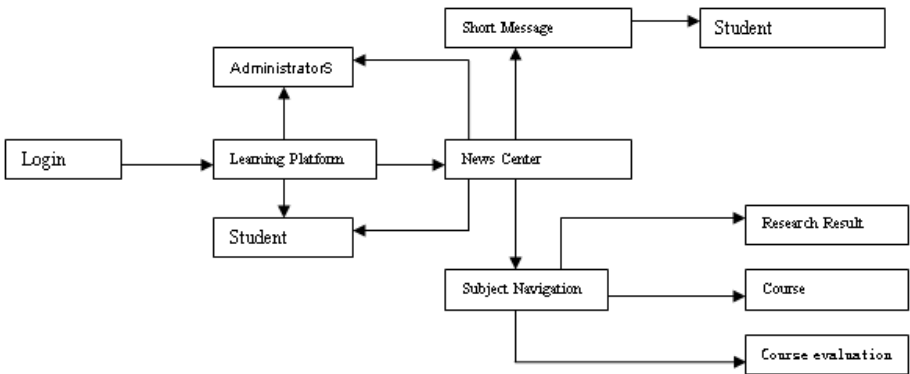 Short Message
Student
AdministratorS
Login
Learning Platform
News Center
Student
Research Result
Subject Navigation
Course
Course evaluation